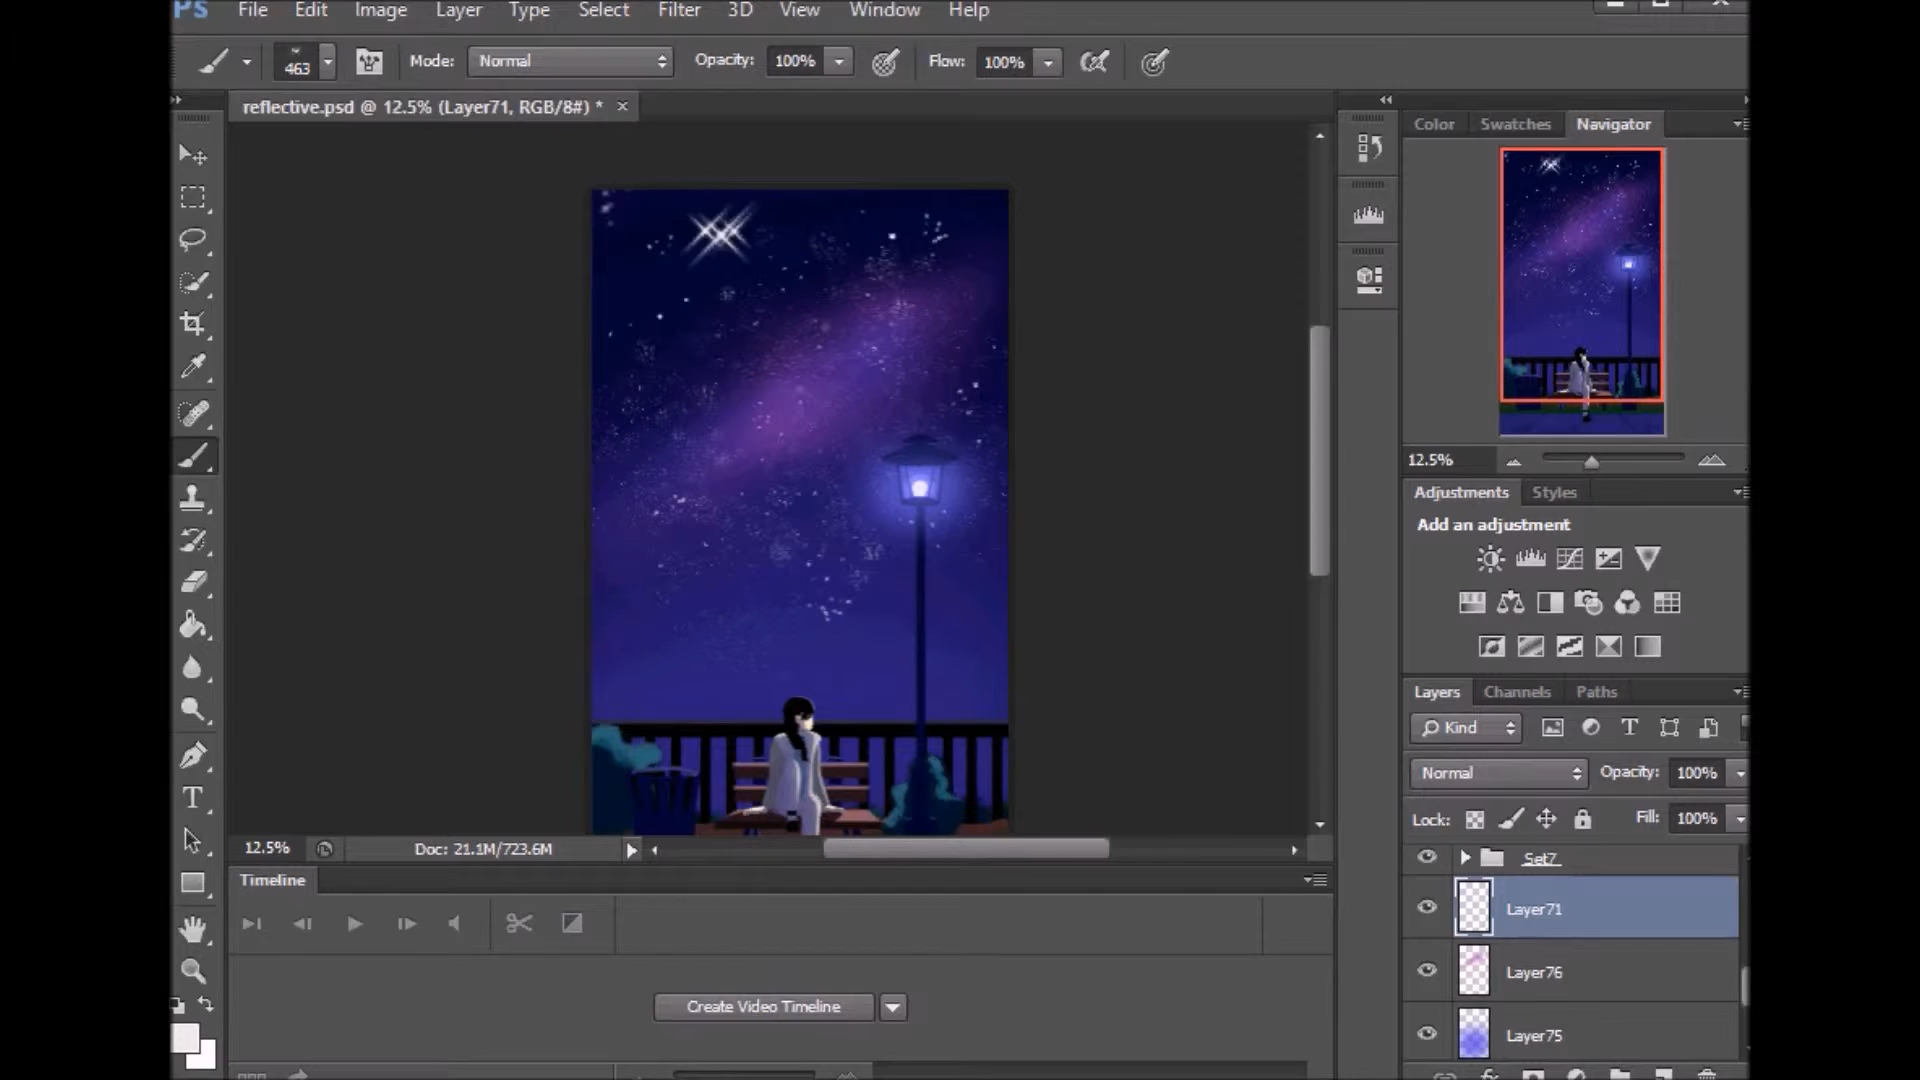 Ps File Edit Image Layer Type Select Filter 3D View Window Help
463 Mode: Normal Opacity: 100% Flow: 100%
reflective.psd @ 12.5% (Layer71, RGB/8#) * ×
Color Swatches Navigator
12.5%
Adjustments Styles
Add an adjustment
Layers Channels Paths
Kind
Normal Opacity: 100%
Lock: Fill: 100%
Set7
Layer71
Layer76
Layer75
12.5% Doc: 21.1M/723.6M
Timeline
Create Video Timeline
T